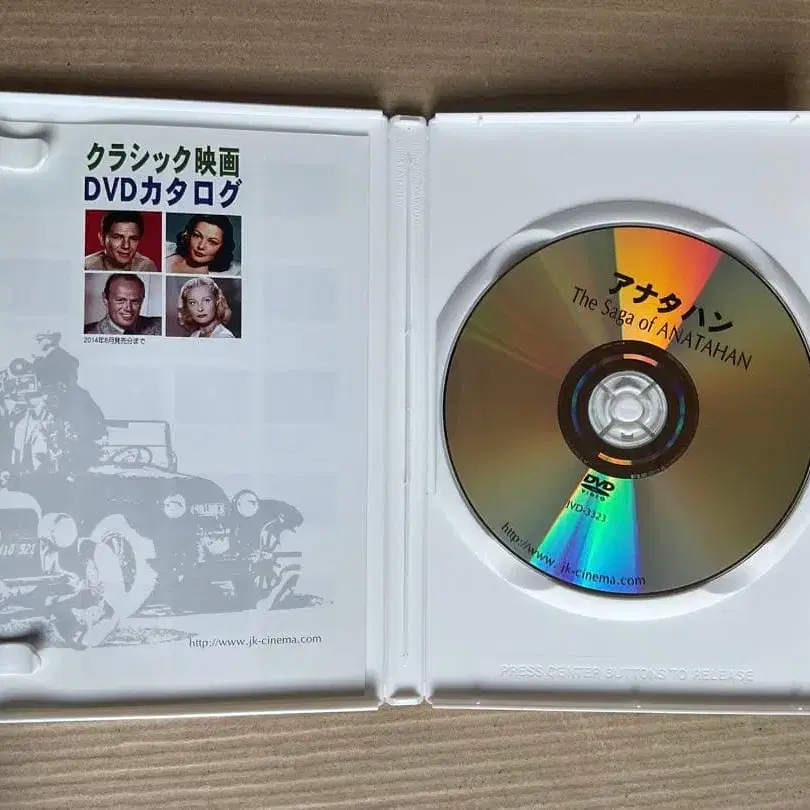 クラシック映画
DVDカタログ
2014年8月発売分まで
http://www.jk-cinema.com
アナタハン
The Saga of ANATAHAN
DVD
VIDEO
IVD-3323
http://www.jk-cinema.com
PRESS CENTER BUTTONS TO RELEASE